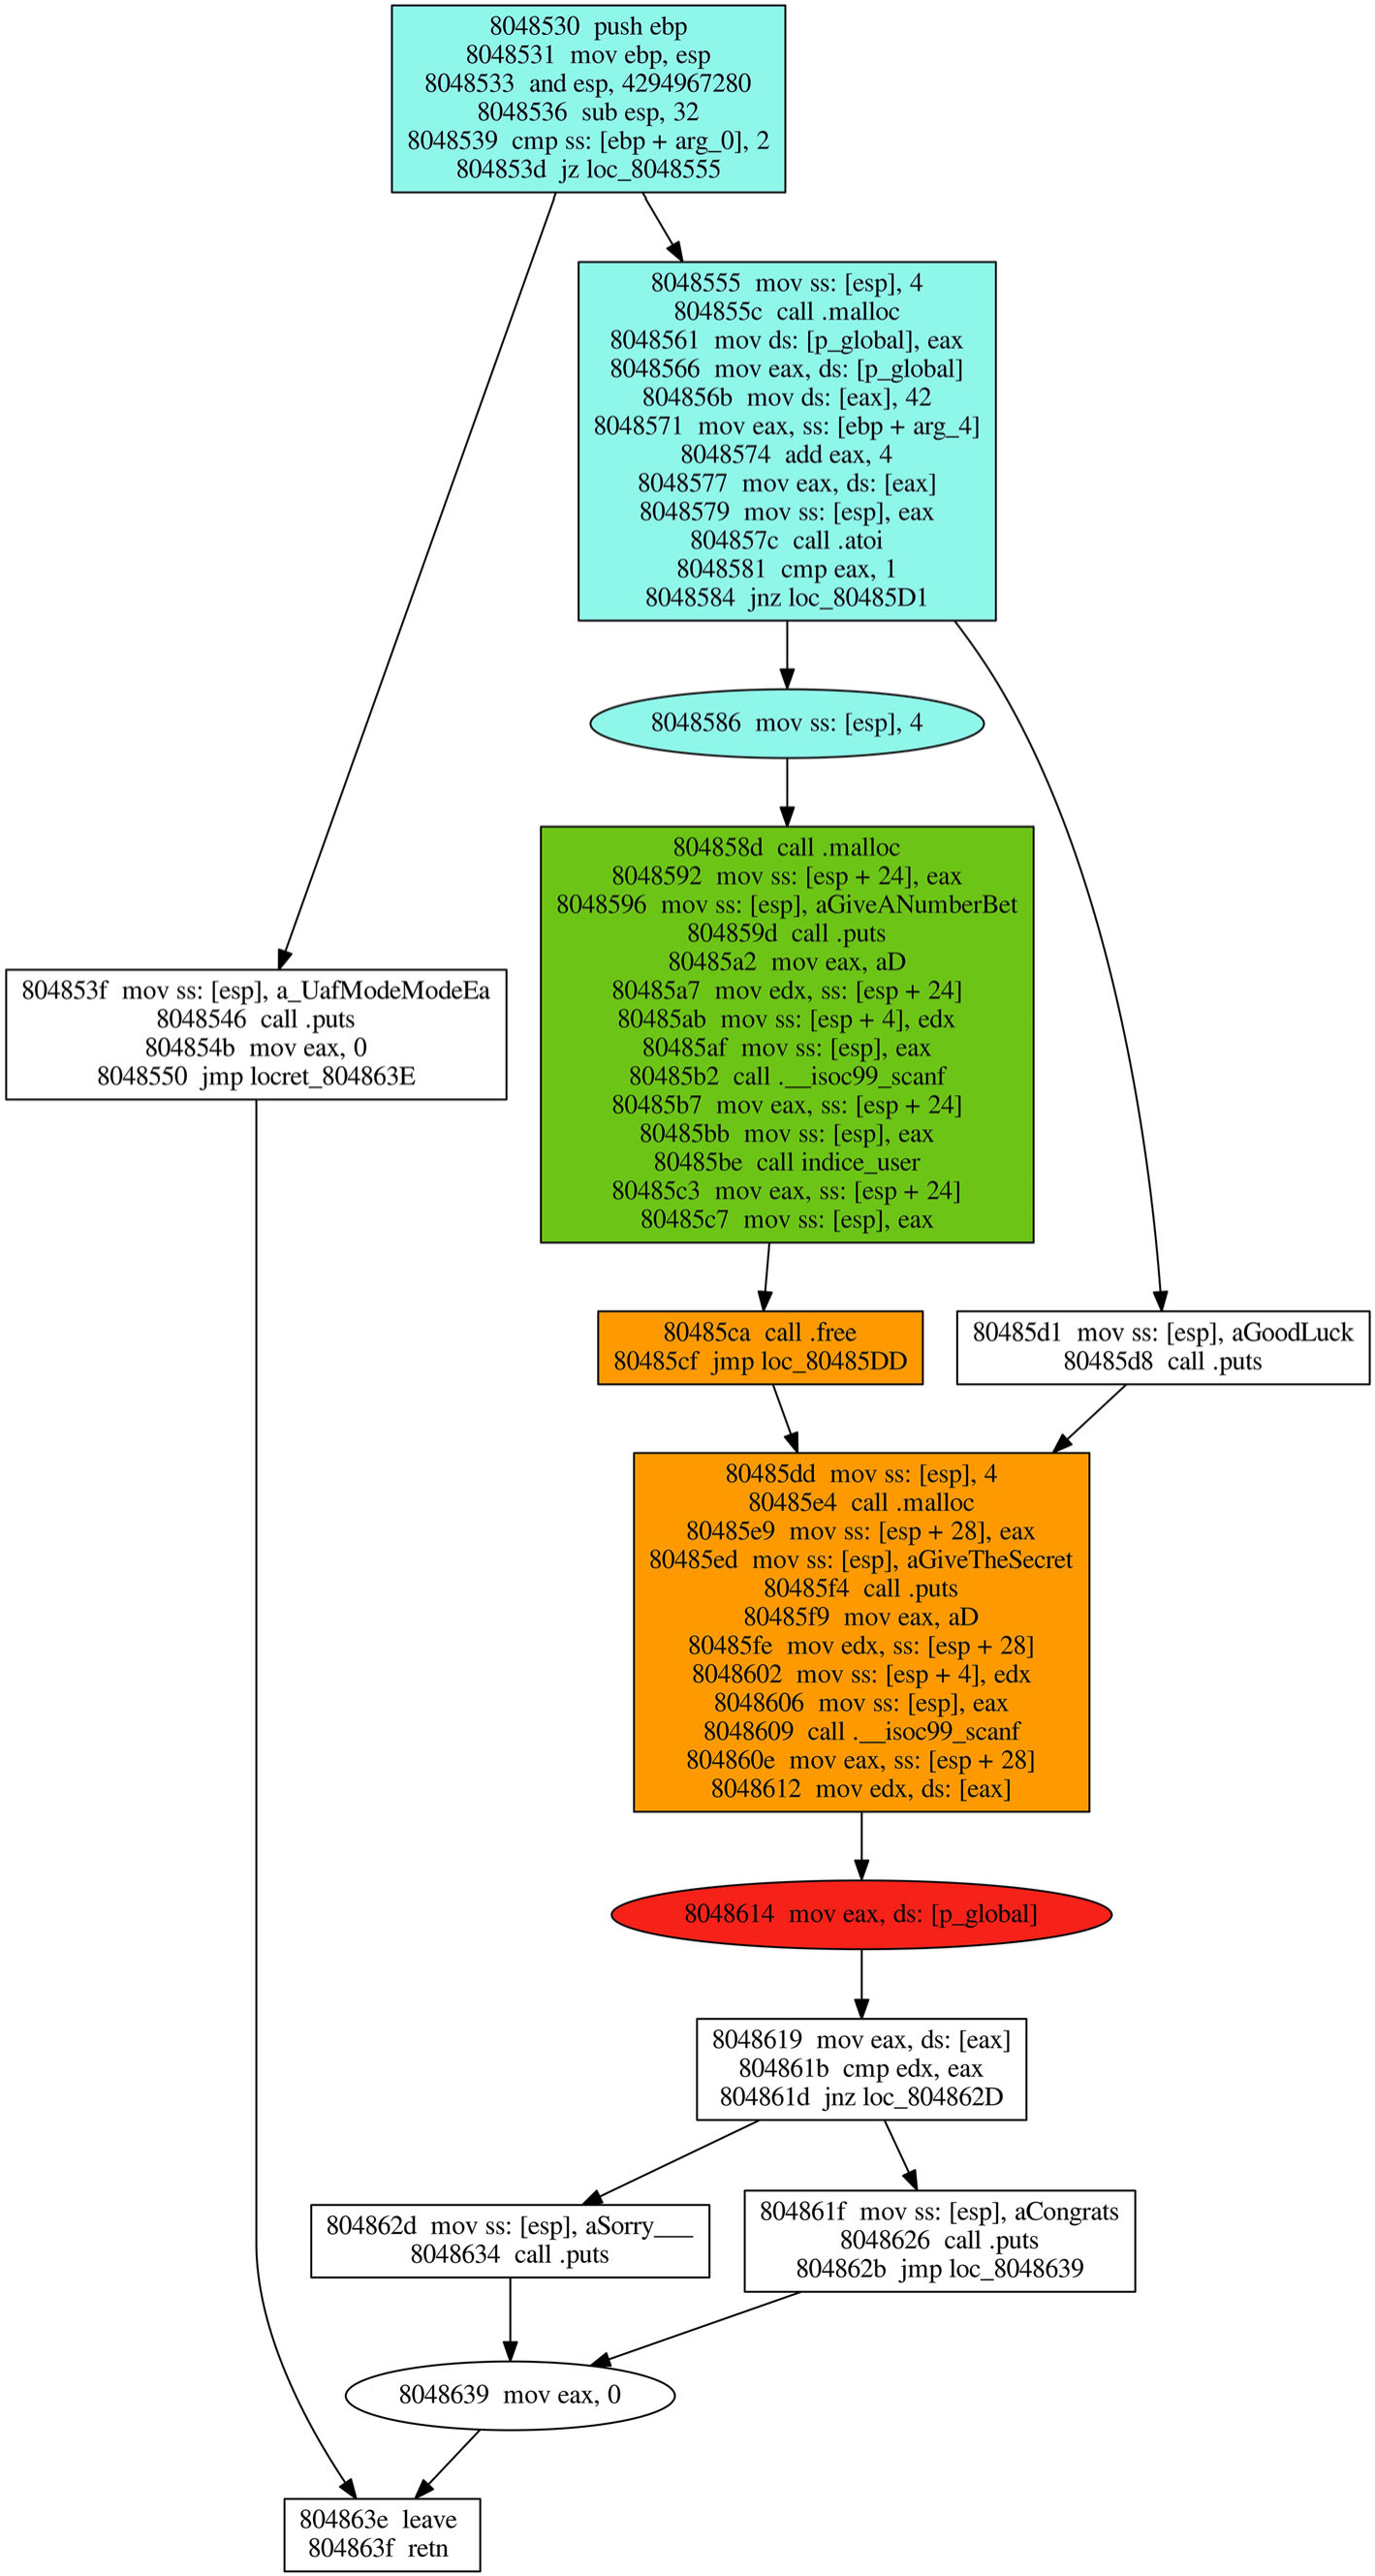 8048530  push ebp
8048531  mov ebp, esp
8048533  and esp, 4294967280
8048536  sub esp, 32
8048539  cmp ss: [ebp + arg_0], 2
804853d  jz loc_8048555
8048555  mov ss: [esp], 4
804855c  call .malloc
8048561  mov ds: [p_global], eax
8048566  mov eax, ds: [p_global]
804856b  mov ds: [eax], 42
8048571  mov eax, ss: [ebp + arg_4]
8048574  add eax, 4
8048577  mov eax, ds: [eax]
8048579  mov ss: [esp], eax
804857c  call .atoi
8048581  cmp eax, 1
8048584  jnz loc_80485D1
8048586  mov ss: [esp], 4
804858d  call .malloc
8048592  mov ss: [esp + 24], eax
8048596  mov ss: [esp], aGiveANumberBet
804859d  call .puts
80485a2  mov eax, aD
80485a7  mov edx, ss: [esp + 24]
80485ab  mov ss: [esp + 4], edx
80485af  mov ss: [esp], eax
80485b2  call .__isoc99_scanf
80485b7  mov eax, ss: [esp + 24]
80485bb  mov ss: [esp], eax
80485be  call indice_user
80485c3  mov eax, ss: [esp + 24]
80485c7  mov ss: [esp], eax
804853f  mov ss: [esp], a_UafModeModeEa
8048546  call .puts
804854b  mov eax, 0
8048550  jmp locret_804863E
80485ca  call .free
80485cf  jmp loc_80485DD
80485d1  mov ss: [esp], aGoodLuck
80485d8  call .puts
80485dd  mov ss: [esp], 4
80485e4  call .malloc
80485e9  mov ss: [esp + 28], eax
80485ed  mov ss: [esp], aGiveTheSecret
80485f4  call .puts
80485f9  mov eax, aD
80485fe  mov edx, ss: [esp + 28]
8048602  mov ss: [esp + 4], edx
8048606  mov ss: [esp], eax
8048609  call .__isoc99_scanf
804860e  mov eax, ss: [esp + 28]
8048612  mov edx, ds: [eax]
8048614  mov eax, ds: [p_global]
8048619  mov eax, ds: [eax]
804861b  cmp edx, eax
804861d  jnz loc_804862D
804862d  mov ss: [esp], aSorry___
8048634  call .puts
804861f  mov ss: [esp], aCongrats
8048626  call .puts
804862b  jmp loc_8048639
8048639  mov eax, 0
804863e  leave
804863f  retn